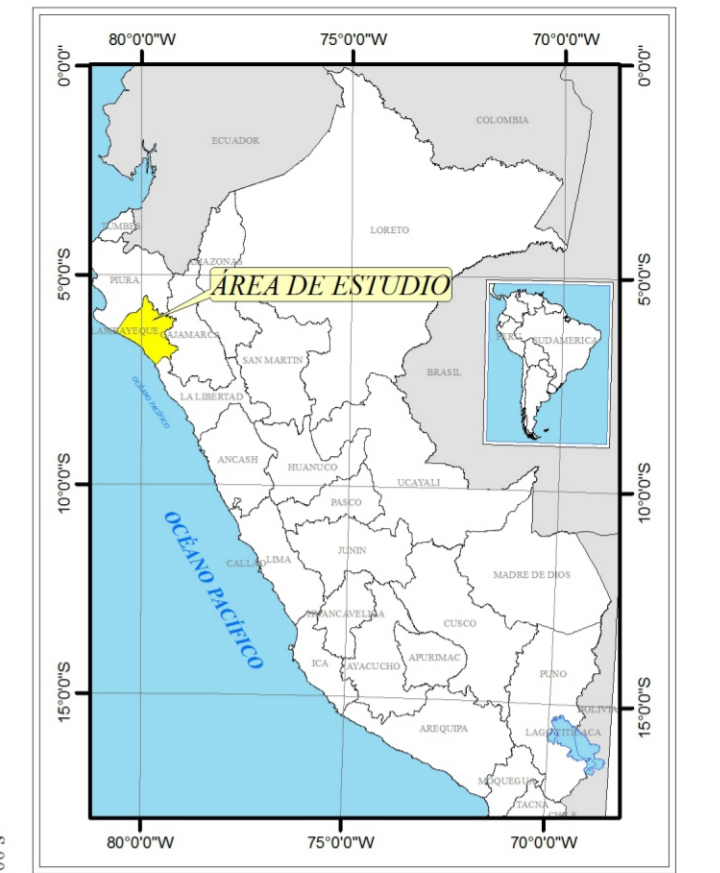 80°0'0"W 75°0'0"W 70°0'0"W
0°0'0" 0°0'0"
COLOMBIA
ECUADOR
TUMBES
LORETO
AMAZONAS
5°0'0"S 5°0'0"S
PIURA
ÁREA DE ESTUDIO
LAMBAYEQUE
CAJAMARCA
PERÚ
SUDAMERICA
SAN MARTIN
BRASIL
LA LIBERTAD
OCÉANO PACÍFICO
ANCASH
HUANUCO
UCAYALI
10°0'0"S 10°0'0"S
PASCO
OCÉANO PACÍFICO
JUNIN
CALLAO
LIMA
MADRE DE DIOS
HUANCAVELICA
CUSCO
ICA
AYACUCHO
APURIMAC
PUNO
15°0'0"S 15°0'0"S
BOLIVIA
AREQUIPA
LAGO TITICACA
MOQUEGUA
TACNA
CHILE
80°0'0"W 75°0'0"W 70°0'0"W